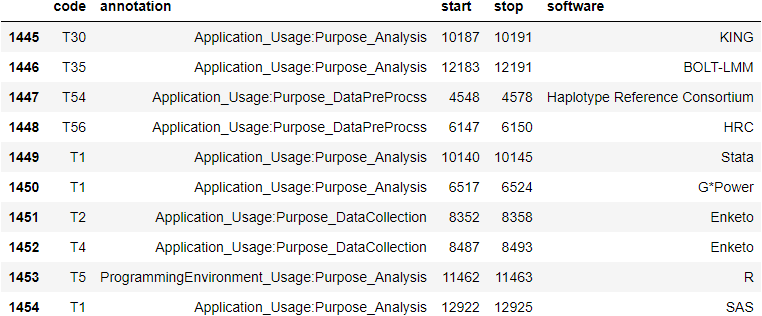 code annotation start stop software
1445 T30 Application_Usage:Purpose_Analysis 10187 10191 KING
1446 T35 Application_Usage:Purpose_Analysis 12183 12191 BOLT-LMM
1447 T54 Application_Usage:Purpose_DataPreProcss 4548 4578 Haplotype Reference Consortium
1448 T56 Application_Usage:Purpose_DataPreProcss 6147 6150 HRC
1449 T1 Application_Usage:Purpose_Analysis 10140 10145 Stata
1450 T1 Application_Usage:Purpose_Analysis 6517 6524 G*Power
1451 T2 Application_Usage:Purpose_DataCollection 8352 8358 Enketo
1452 T4 Application_Usage:Purpose_DataCollection 8487 8493 Enketo
1453 T5 ProgrammingEnvironment_Usage:Purpose_Analysis 11462 11463 R
1454 T1 Application_Usage:Purpose_Analysis 12922 12925 SAS